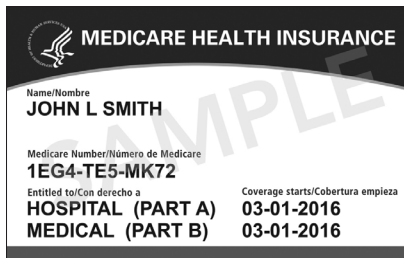 MEDICARE HEALTH INSURANCE
Name/Nombre
JOHN L SMITH
Medicare Number/Número de Medicare
1EG4-TE5-MK72
Entitled to/Con derecho a Coverage starts/Cobertura empieza
HOSPITAL (PART A) 03-01-2016
MEDICAL (PART B) 03-01-2016
SAMPLE